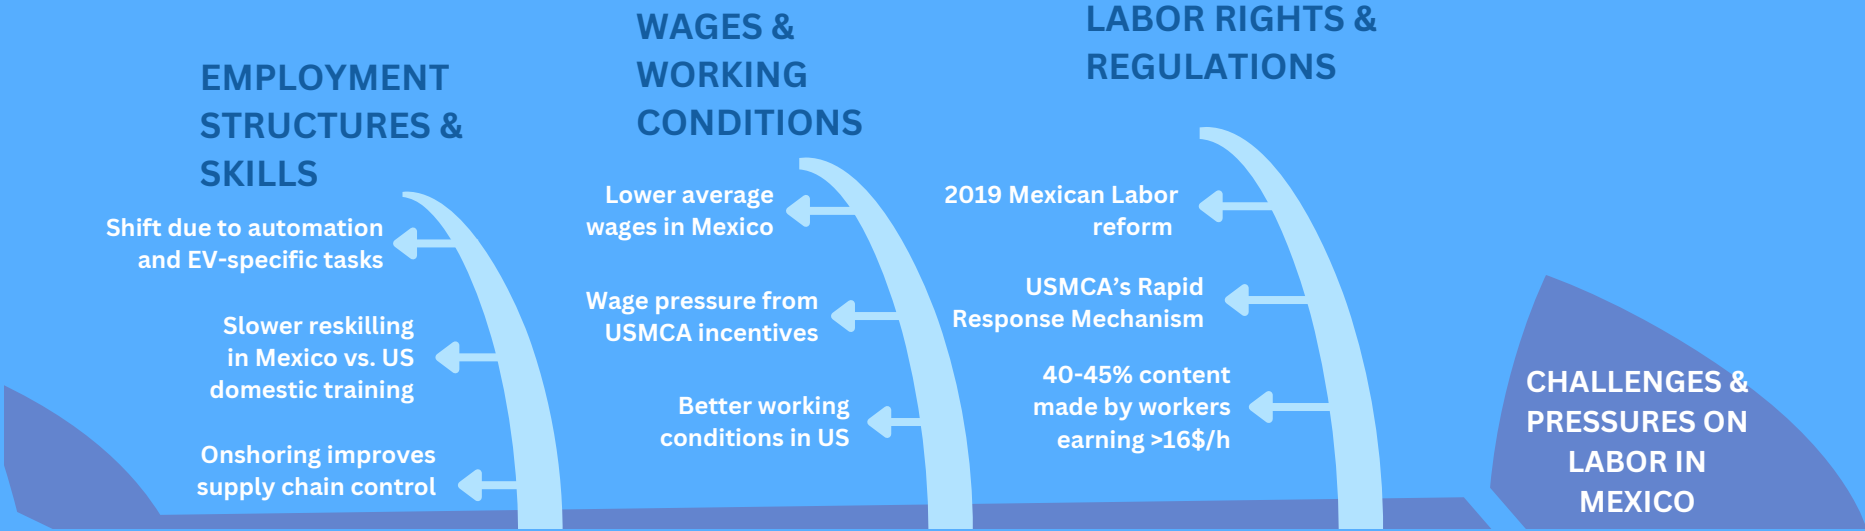 EMPLOYMENT
STRUCTURES &
SKILLS
Shift due to automation
and EV-specific tasks
Slower reskilling
in Mexico vs. US
domestic training
Onshoring improves
supply chain control
WAGES &
WORKING
CONDITIONS
Lower average
wages in Mexico
Wage pressure from
USMCA incentives
Better working
conditions in US
LABOR RIGHTS &
REGULATIONS
2019 Mexican Labor
reform
USMCA’s Rapid
Response Mechanism
40-45% content
made by workers
earning >16$/h
CHALLENGES &
PRESSURES ON
LABOR IN
MEXICO